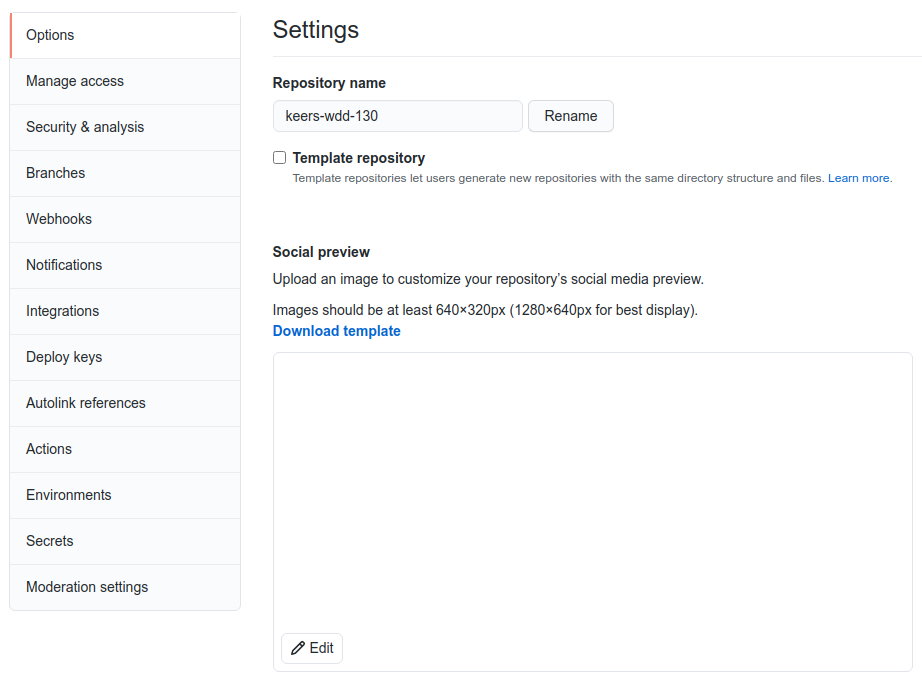 Options
Manage access
Security & analysis
Branches
Webhooks
Notifications
Integrations
Deploy keys
Autolink references
Actions
Environments
Secrets
Moderation settings
Settings
Repository name
keers-wdd-130
Rename
Template repository
Template repositories let users generate new repositories with the same directory structure and files. Learn more.
Social preview
Upload an image to customize your repository’s social media preview.
Images should be at least 640×320px (1280×640px for best display).
Download template
Edit